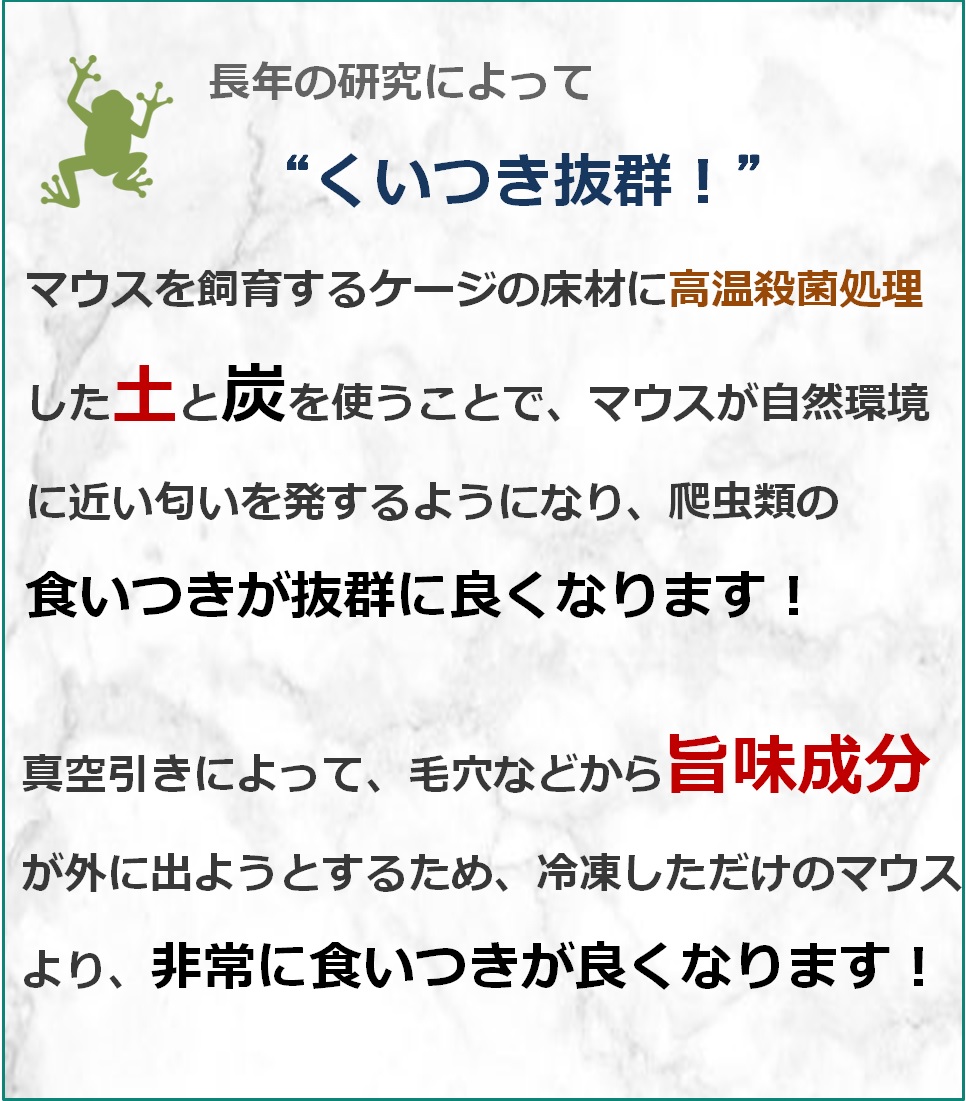 長年の研究によって
“くいつき抜群！”
マウスを飼育するケージの床材に高温殺菌処理
した土と炭を使うことで、マウスが自然環境
に近い匂いを発するようになり、爬虫類の
食いつきが抜群に良くなります！
真空引きによって、毛穴などから旨味成分
が外に出ようとするため、冷凍しただけのマウス
より、非常に食いつきが良くなります！